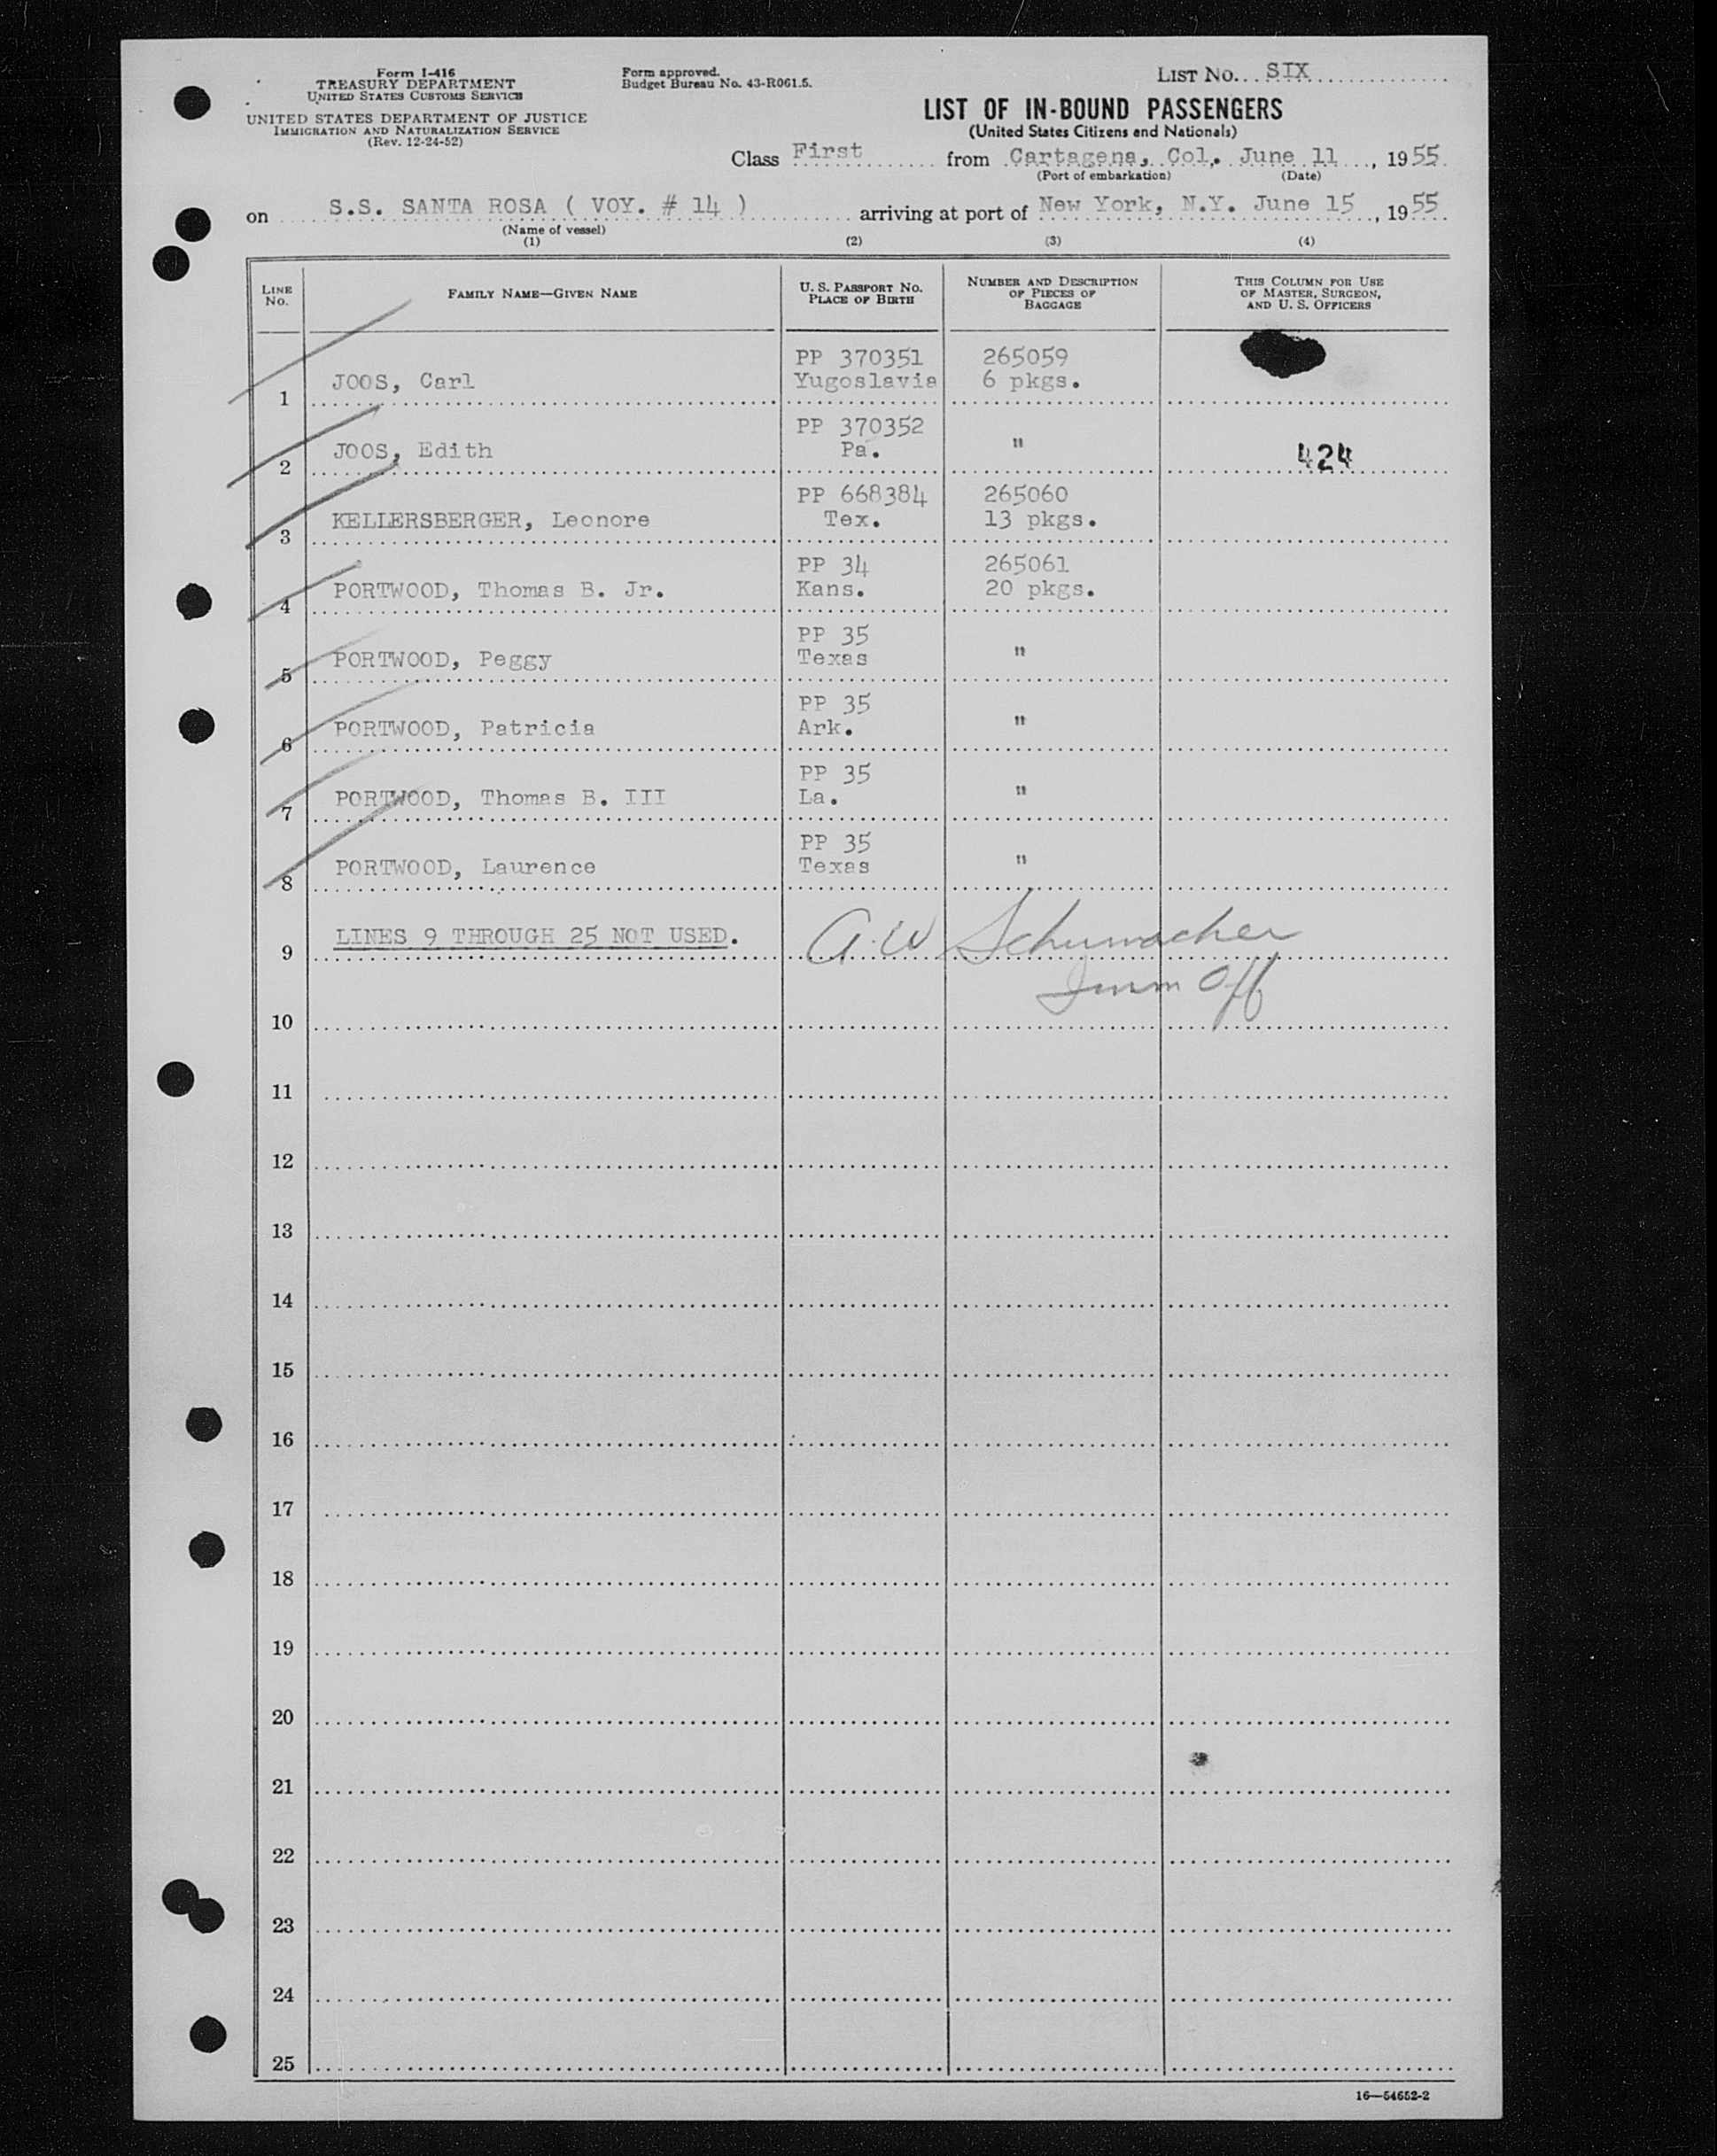 Form I-416
TREASURY DEPARTMENT
UNITED STATES CUSTOMS SERVICE
UNITED STATES DEPARTMENT OF JUSTICE
IMMIGRATION AND NATURALIZATION SERVICE
(Rev. 12-24-52)
Form approved.
Budget Bureau No. 43-R061.5.
LIST NO. SIX
LIST OF IN-BOUND PASSENGERS
(United States Citizens and Nationals)
Class First from Cartagena, Col. June 11, 1955
(Port of embarkation) (Date)
on S.S. SANTA ROSA ( VOY. # 14 ) arriving at port of New York, N.Y. June 15, 1955
(Name of vessel)
(1) (2) (3) (4)
LINE NO. FAMILY NAME—GIVEN NAME U. S. PASSPORT NO. PLACE OF BIRTH NUMBER AND DESCRIPTION OF PIECES OF BAGGAGE THIS COLUMN FOR USE OF MASTER, SURGEON, AND U. S. OFFICERS
PP 370351 265059
1 JOOS, Carl Yugoslavia 6 pkgs.
PP 370352
2 JOOS, Edith Pa. " 424
PP 668384 265060
3 KELLERSBERGER, Leonore Tex. 13 pkgs.
PP 34 265061
4 PORTWOOD, Thomas B. Jr. Kans. 20 pkgs.
PP 35
5 PORTWOOD, Peggy Texas "
PP 35
6 PORTWOOD, Patricia Ark. "
PP 35
7 PORTWOOD, Thomas B. III La. "
PP 35
8 PORTWOOD, Laurence Texas "
9 LINES 9 THROUGH 25 NOT USED. A. W Schumacher
Imm Off
10
11
12
13
14
15
16
17
18
19
20
21
22
23
24
25
16—54652-2